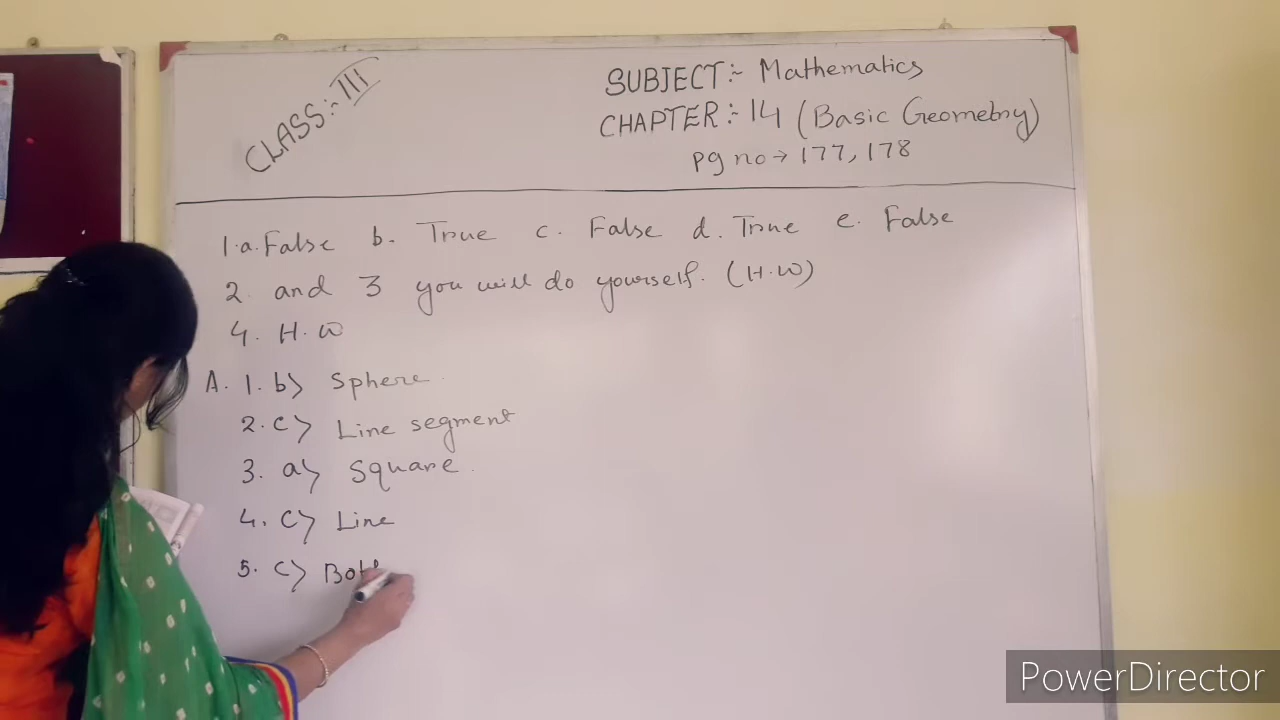 CLASS:- III
SUBJECT:- Mathematics
CHAPTER:- 14 (Basic Geometry)
pg no → 177, 178
1.a. False b. True c. False d. True e. False
2. and 3 you will do yourself. (H.W)
4. H.W
A. 1. b) Sphere
2. c) Line segment
3. a) Square.
4. c) Line
5. c)
PowerDirector